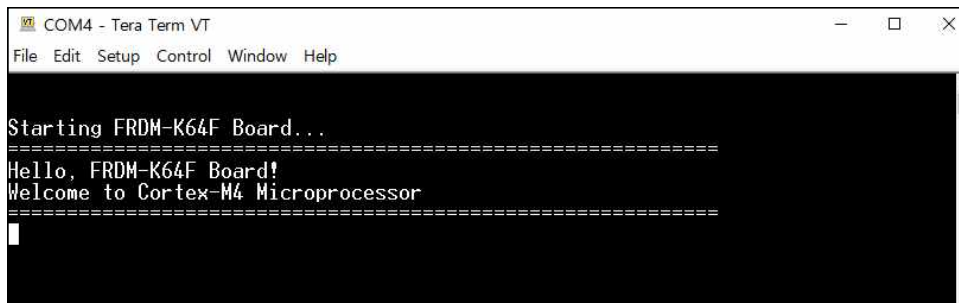 COM4 - Tera Term VT
File Edit Setup Control Window Help
Starting FRDM-K64F Board...
============================================================
Hello, FRDM-K64F Board!
Welcome to Cortex-M4 Microprocessor
============================================================